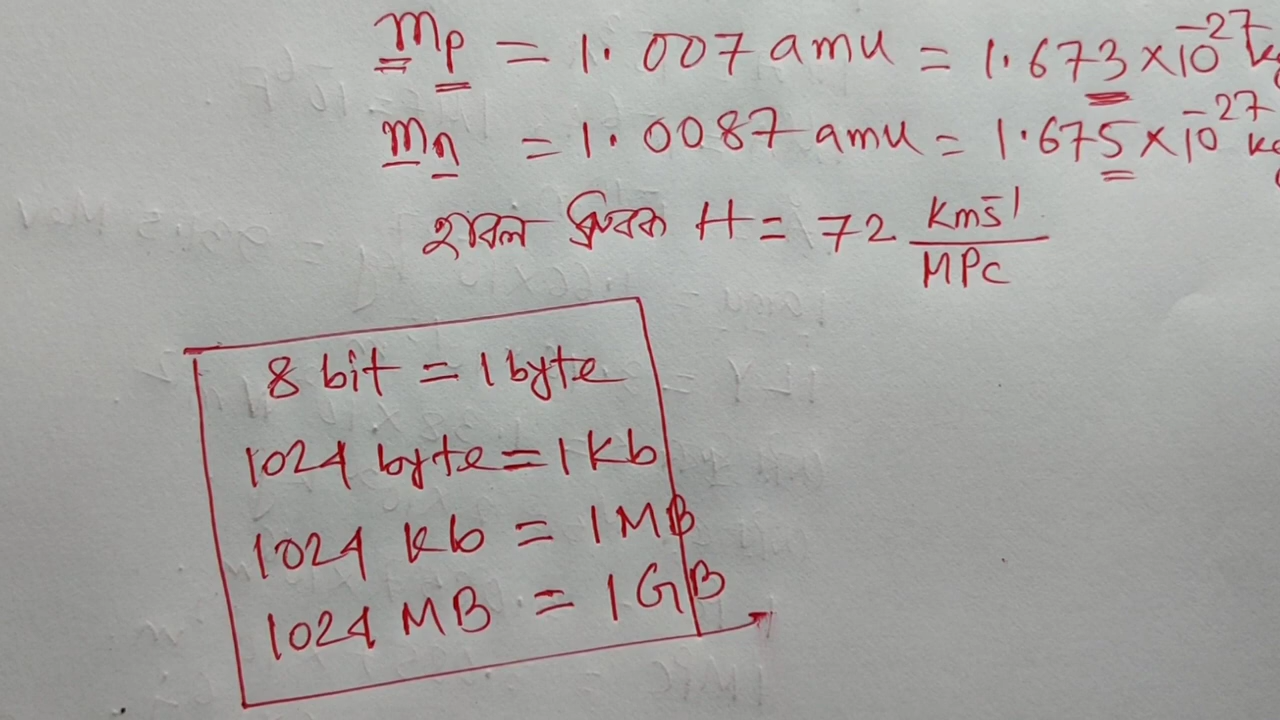 mp = 1.007 amu = 1.673 × 10⁻²⁷ kg
mn = 1.0087 amu = 1.675 × 10⁻²⁷ kg
হাবল ধ্রুবক H = 72 Kms⁻¹/MPc
8 bit = 1 byte
1024 byte = 1 Kb
1024 Kb = 1 MB
1024 MB = 1 GB